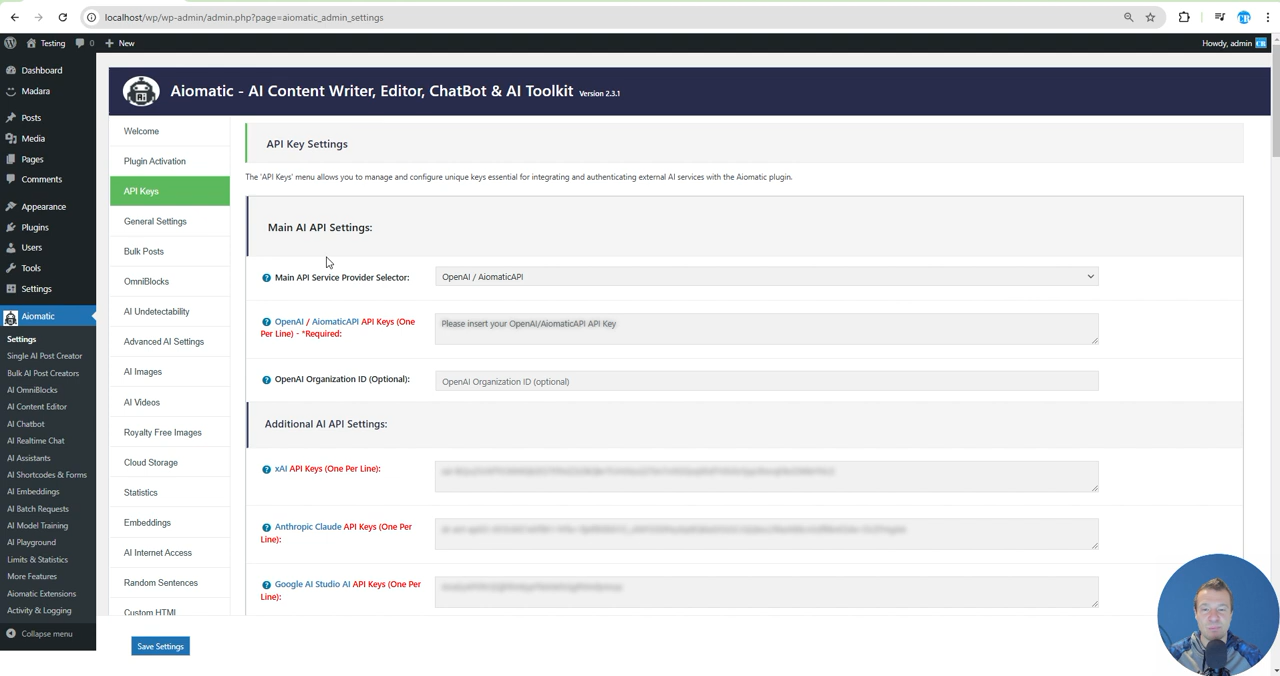 localhost/wp/wp-admin/admin.php?page=aiomatic_admin_settings
Testing
0
New
Howdy, admin
Dashboard
Madara
Posts
Media
Pages
Comments
Appearance
Plugins
Users
Tools
Settings
Aiomatic
Settings
Single AI Post Creator
Bulk AI Post Creators
AI OmniBlocks
AI Content Editor
AI Chatbot
AI Realtime Chat
AI Assistants
AI Shortcodes & Forms
AI Embeddings
AI Batch Requests
AI Model Training
AI Playground
Limits & Statistics
More Features
Aiomatic Extensions
Activity & Logging
Collapse menu
Aiomatic - AI Content Writer, Editor, ChatBot & AI Toolkit Version 2.3.1
Welcome
Plugin Activation
API Keys
General Settings
Bulk Posts
OmniBlocks
AI Undetectability
Advanced AI Settings
AI Images
AI Videos
Royalty Free Images
Cloud Storage
Statistics
Embeddings
AI Internet Access
Random Sentences
Custom HTML
API Key Settings
The 'API Keys' menu allows you to manage and configure unique keys essential for integrating and authenticating external AI services with the Aiomatic plugin.
Main AI API Settings:
Main API Service Provider Selector:
OpenAI / AiomaticAPI
OpenAI / AiomaticAPI API Keys (One
Per Line) - *Required:
Please insert your OpenAI/AiomaticAPI API Key
OpenAI Organization ID (Optional):
OpenAI Organization ID (optional)
Additional AI API Settings:
xAI API Keys (One Per Line):
Anthropic Claude API Keys (One Per
Line):
Google AI Studio AI API Keys (One Per
Line):
Save Settings